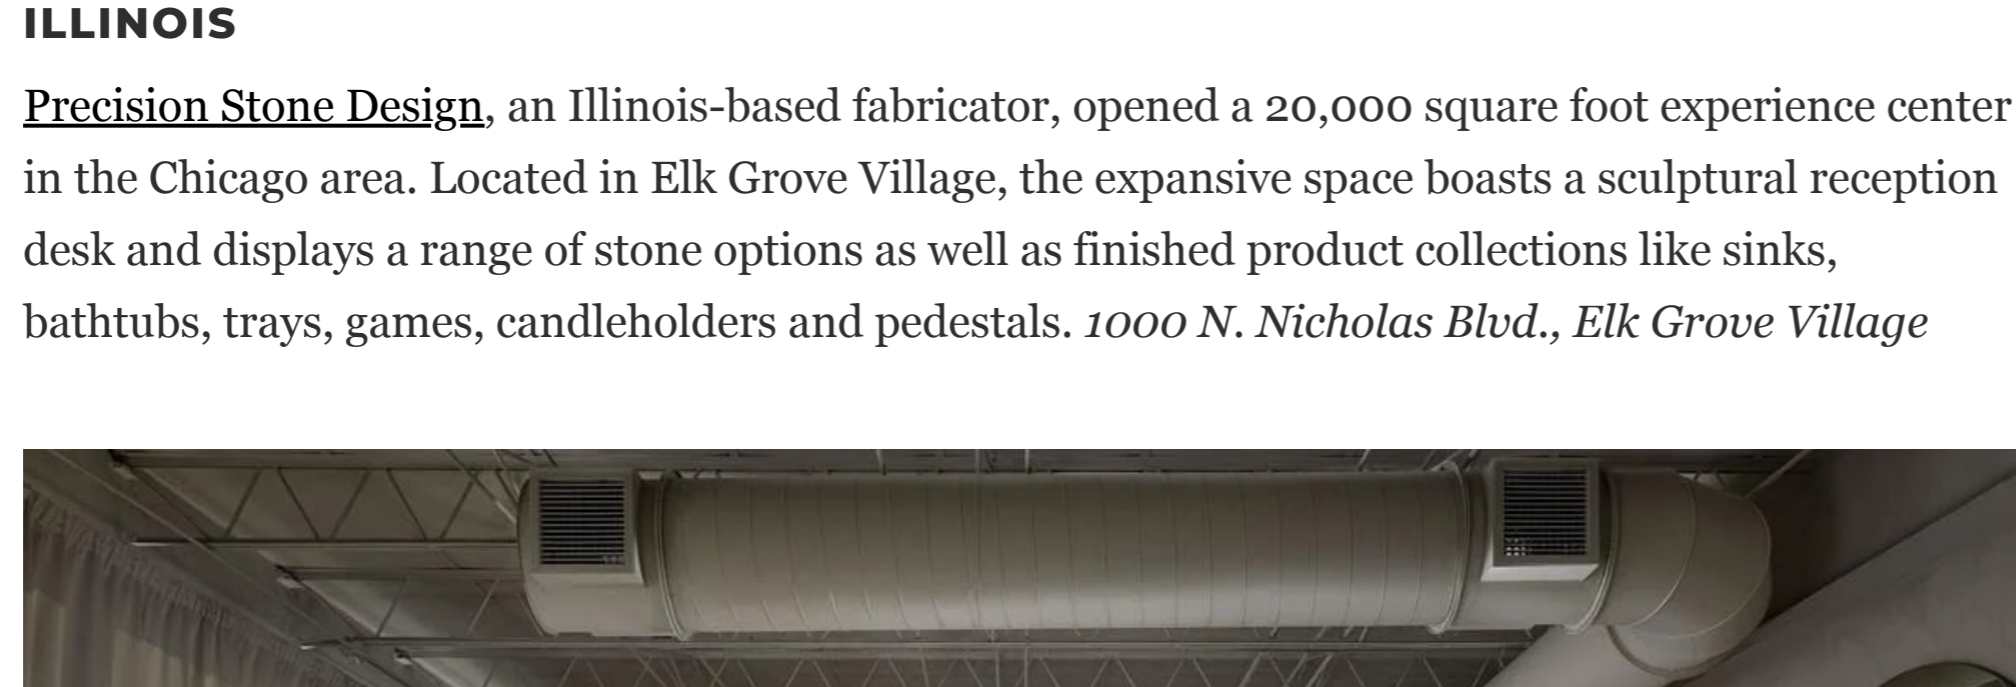 ILLINOIS
Precision Stone Design, an Illinois-based fabricator, opened a 20,000 square foot experience center
in the Chicago area. Located in Elk Grove Village, the expansive space boasts a sculptural reception
desk and displays a range of stone options as well as finished product collections like sinks,
bathtubs, trays, games, candleholders and pedestals. 1000 N. Nicholas Blvd., Elk Grove Village